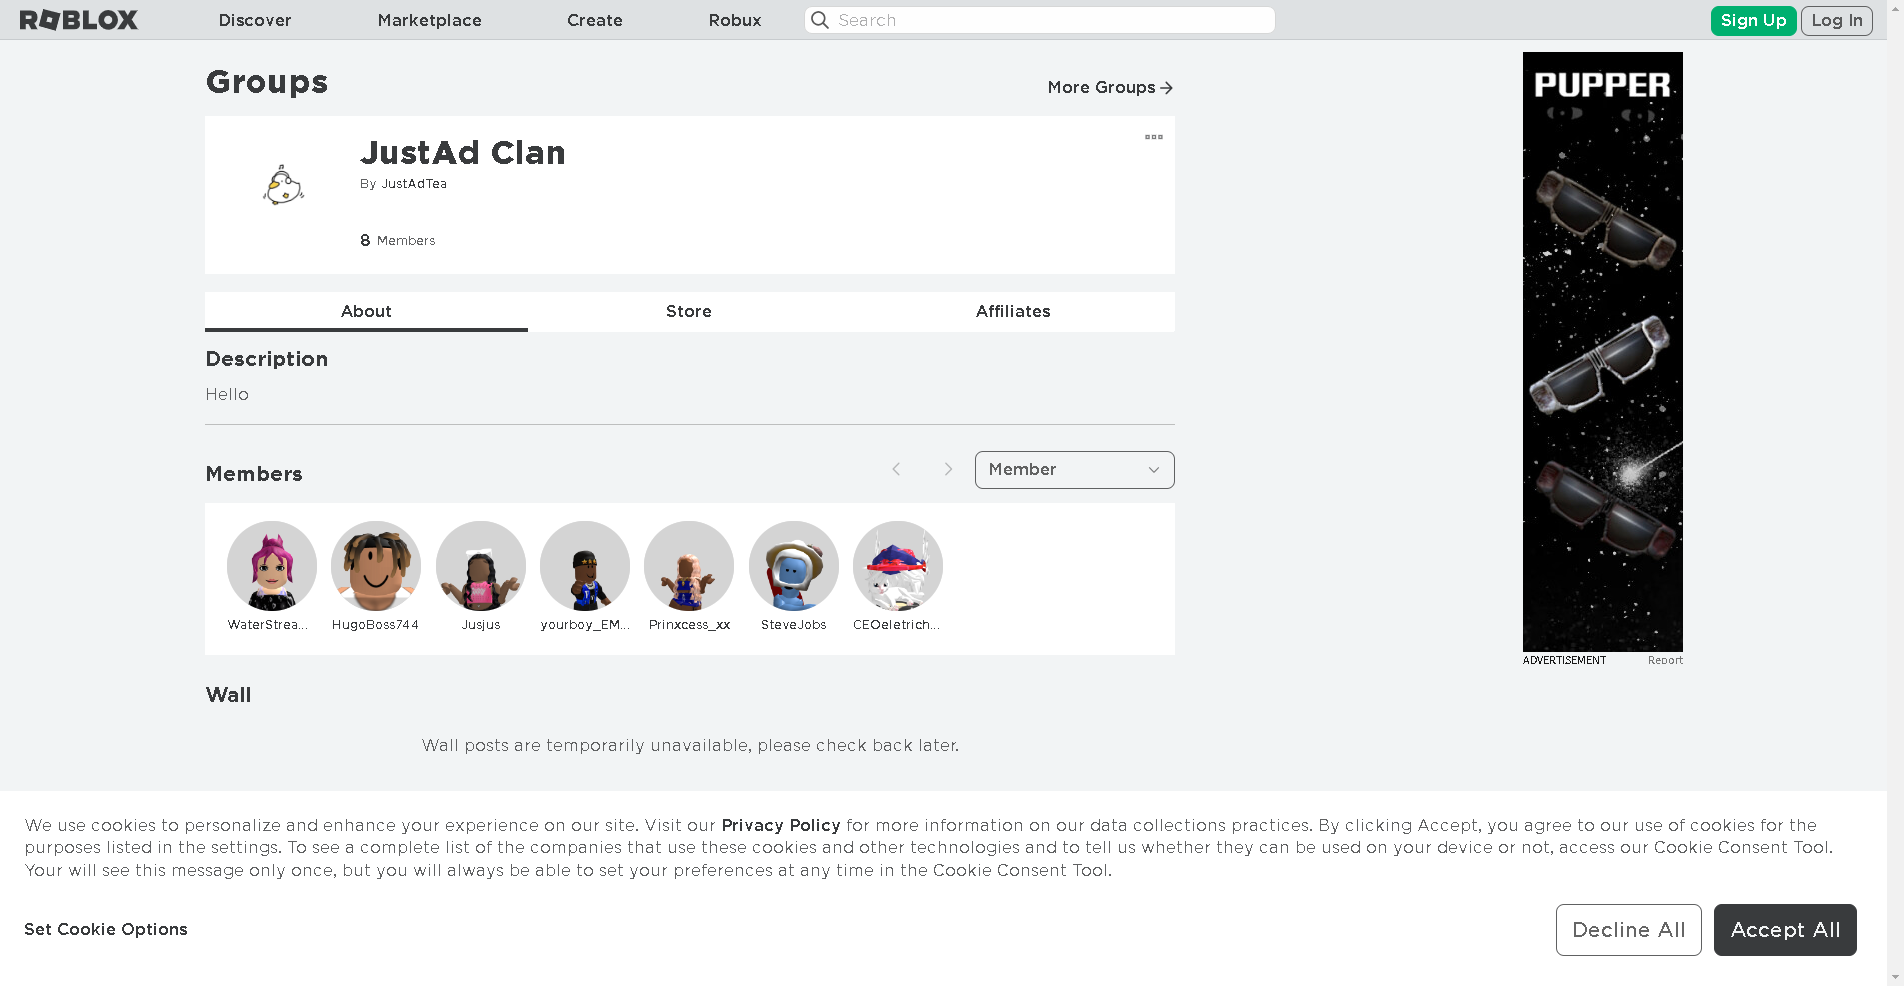 ROBLOX
Discover
Marketplace
Create
Robux
Search
Sign Up
Log In
Groups
More Groups
JustAd Clan
By JustAdTea
8 Members
About
Store
Affiliates
Description
Hello
Members
Member
WaterStrea...
HugoBoss744
Jusjus
yourboy_EM...
Prinxcess_xx
SteveJobs
CEOeletrich...
Wall
Wall posts are temporarily unavailable, please check back later.
PUPPER
ADVERTISEMENT
Report
We use cookies to personalize and enhance your experience on our site. Visit our Privacy Policy for more information on our data collections practices. By clicking Accept, you agree to our use of cookies for the
purposes listed in the settings. To see a complete list of the companies that use these cookies and other technologies and to tell us whether they can be used on your device or not, access our Cookie Consent Tool.
Your will see this message only once, but you will always be able to set your preferences at any time in the Cookie Consent Tool.
Set Cookie Options
Decline All
Accept All